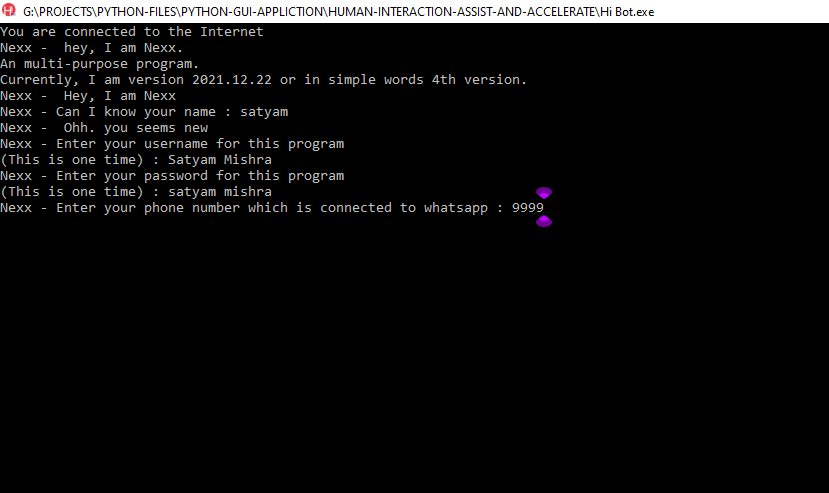 G:\PROJECTS\PYTHON-FILES\PYTHON-GUI-APPLICTION\HUMAN-INTERACTION-ASSIST-AND-ACCELERATE\Hi Bot.exe
You are connected to the Internet
Nexx -  hey, I am Nexx.
An multi-purpose program.
Currently, I am version 2021.12.22 or in simple words 4th version.
Nexx -  Hey, I am Nexx
Nexx - Can I know your name : satyam
Nexx -  Ohh. you seems new
Nexx - Enter your username for this program
(This is one time) : Satyam Mishra
Nexx - Enter your password for this program
(This is one time) : satyam mishra
Nexx - Enter your phone number which is connected to whatsapp : 9999